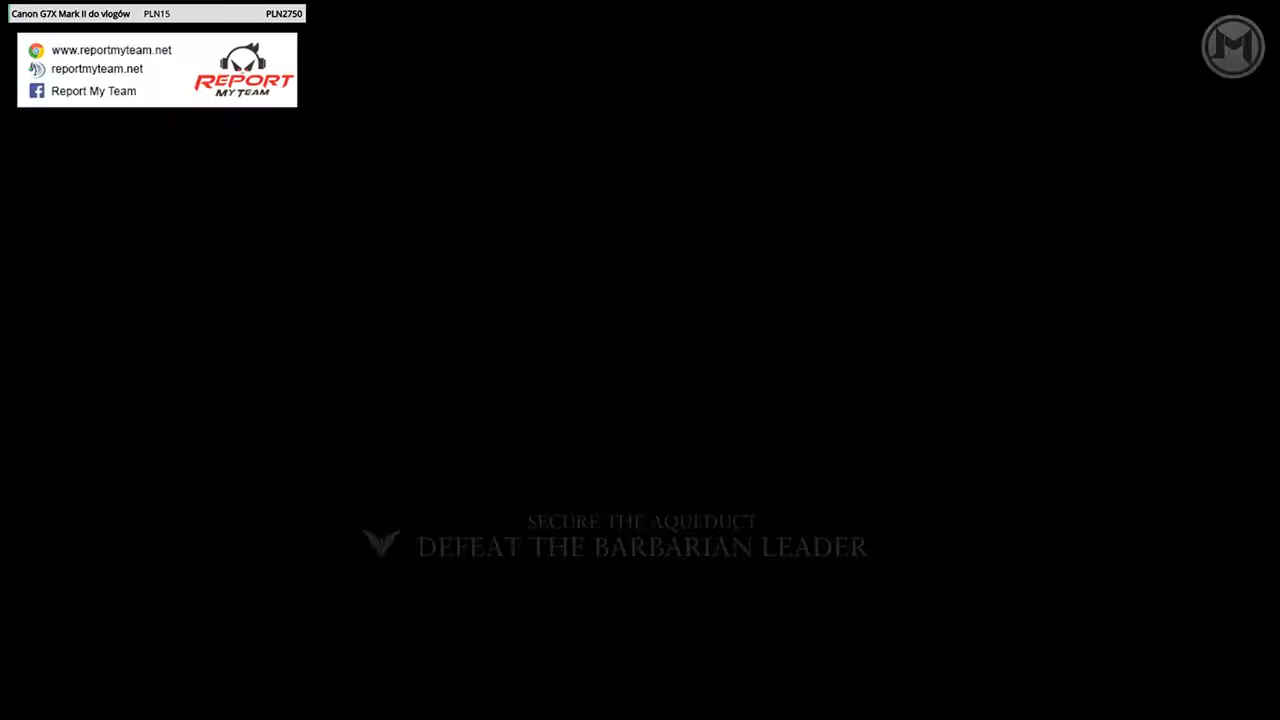 Canon G7X Mark II do vlogów PLN15 PLN2750
www.reportmyteam.net
reportmyteam.net
Report My Team
REPORT
MY TEAM
M
SECURE THE AQUEDUCT
DEFEAT THE BARBARIAN LEADER